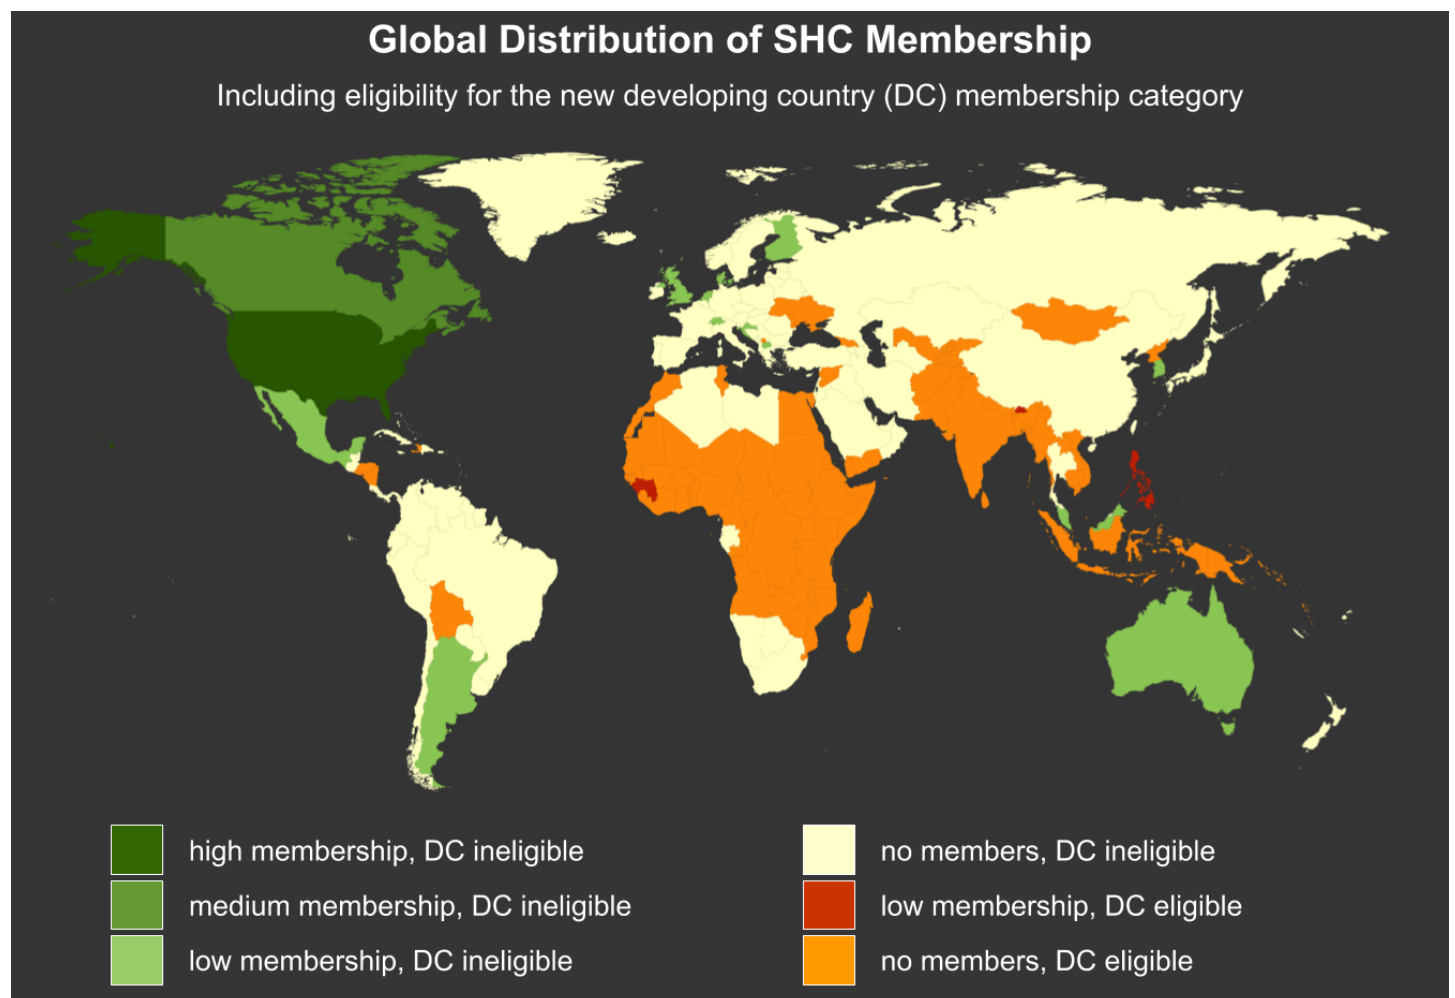 Global Distribution of SHC Membership
Including eligibility for the new developing country (DC) membership category
high membership, DC ineligible
medium membership, DC ineligible
low membership, DC ineligible
no members, DC ineligible
low membership, DC eligible
no members, DC eligible